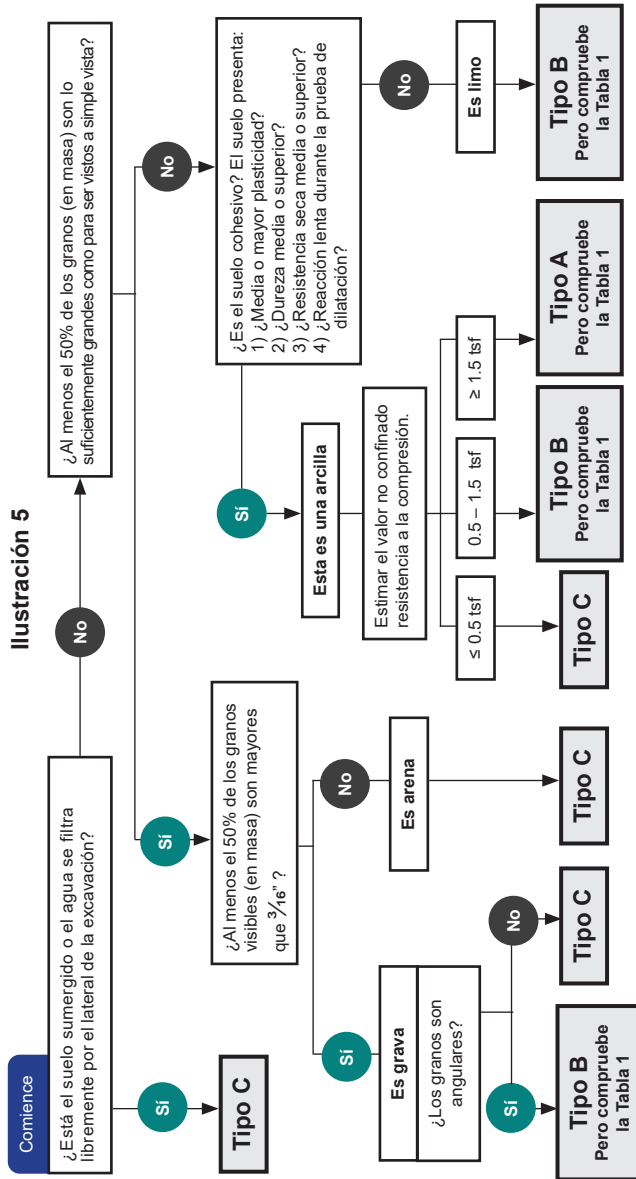 Ilustración 5
Comience
¿Está el suelo sumergido o el agua se filtra
libremente por el lateral de la excavación?
Sí
Tipo C
No
¿Al menos el 50% de los granos (en masa) son lo
suficientemente grandes como para ser vistos a simple vista?
Sí
¿Al menos el 50% de los granos
visibles (en masa) son mayores
que 3/16” ?
Sí
Es grava
¿Los granos son
angulares?
Sí
Tipo B
Pero compruebe
la Tabla 1
No
Tipo C
No
Es arena
Tipo C
No
¿Es el suelo cohesivo? El suelo presenta:
1) ¿Media o mayor plasticidad?
2) ¿Dureza media o superior?
3) ¿Resistencia seca media o superior?
4) ¿Reacción lenta durante la prueba de
dilatación?
Sí
Esta es una arcilla
Estimar el valor no confinado
resistencia a la compresión.
≤ 0.5 tsf
Tipo C
0.5 – 1.5 tsf
Tipo B
Pero compruebe
la Tabla 1
≥ 1.5 tsf
Tipo A
Pero compruebe
la Tabla 1
No
Es limo
Tipo B
Pero compruebe
la Tabla 1